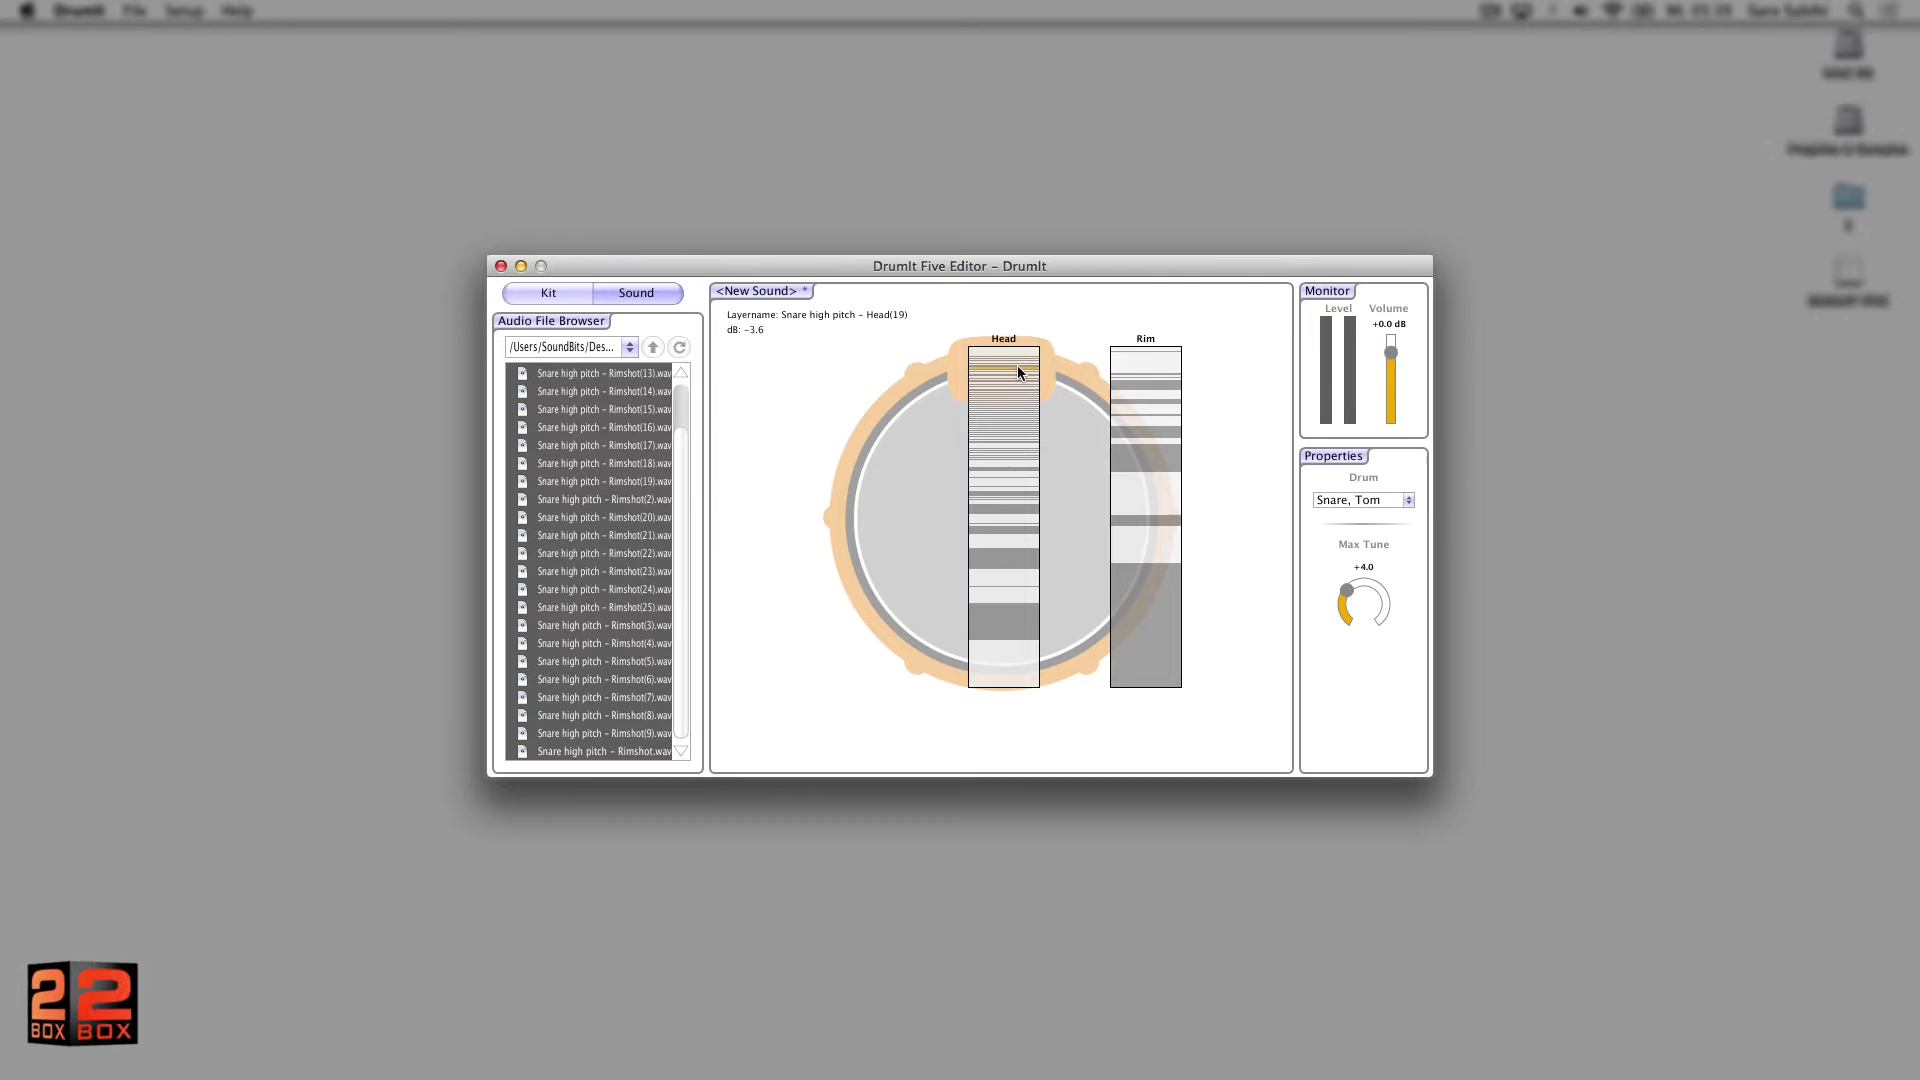 DrumIt File Setup Help
DrumIt Five Editor – DrumIt
Kit Sound
Audio File Browser
/Users/SoundBits/Des...
Snare high pitch – Rimshot(13).wav
Snare high pitch – Rimshot(14).wav
Snare high pitch – Rimshot(15).wav
Snare high pitch – Rimshot(16).wav
Snare high pitch – Rimshot(17).wav
Snare high pitch – Rimshot(18).wav
Snare high pitch – Rimshot(19).wav
Snare high pitch – Rimshot(2).wav
Snare high pitch – Rimshot(20).wav
Snare high pitch – Rimshot(21).wav
Snare high pitch – Rimshot(22).wav
Snare high pitch – Rimshot(23).wav
Snare high pitch – Rimshot(24).wav
Snare high pitch – Rimshot(25).wav
Snare high pitch – Rimshot(3).wav
Snare high pitch – Rimshot(4).wav
Snare high pitch – Rimshot(5).wav
Snare high pitch – Rimshot(6).wav
Snare high pitch – Rimshot(7).wav
Snare high pitch – Rimshot(8).wav
Snare high pitch – Rimshot(9).wav
Snare high pitch – Rimshot.wav
<New Sound> *
Layername: Snare high pitch – Head(19)
dB: –3.6
Head
Rim
Monitor
Level Volume
+0.0 dB
Properties
Drum
Snare, Tom
Max Tune
+4.0
2 2
BOX BOX